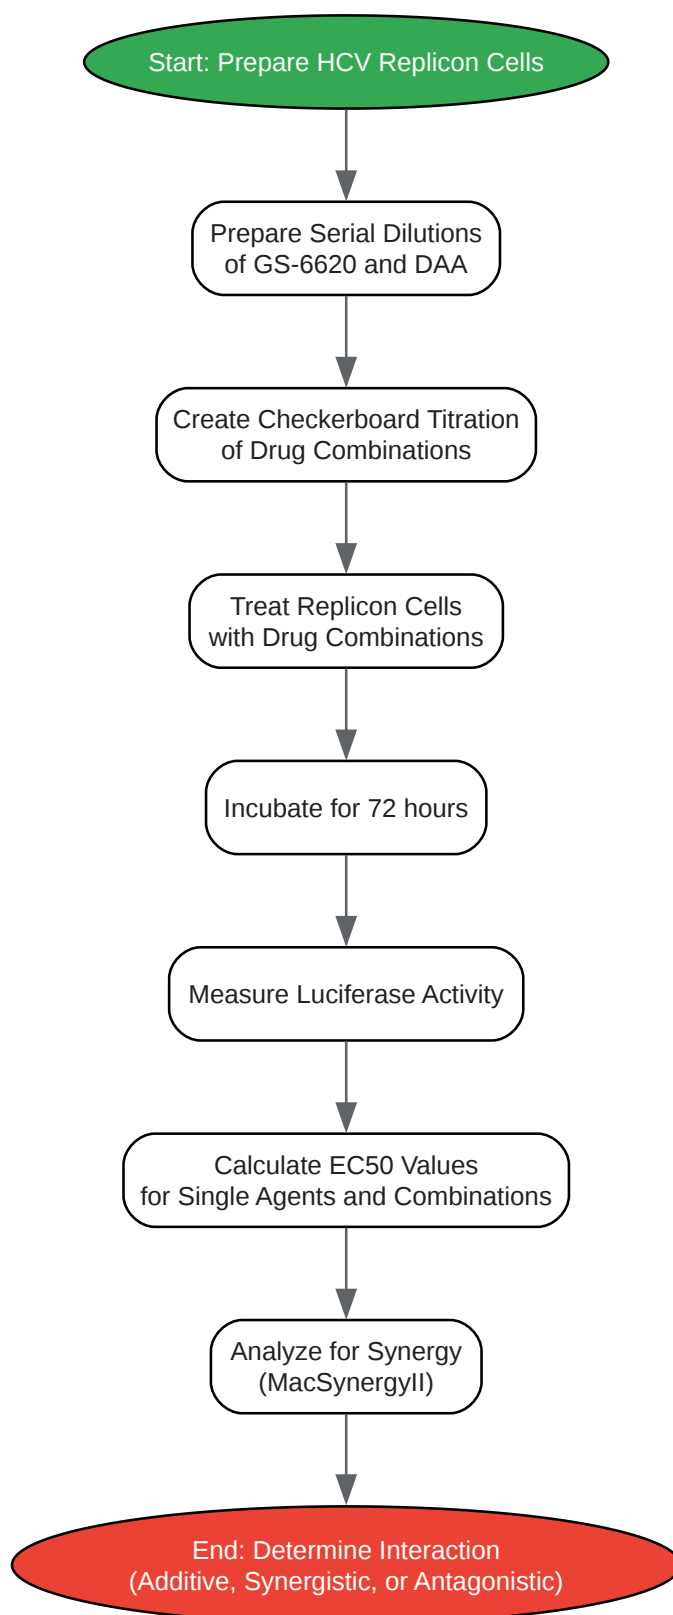 Start: Prepare HCV Replicon Cells
Prepare Serial Dilutions
of GS-6620 and DAA
Create Checkerboard Titration
of Drug Combinations
Treat Replicon Cells
with Drug Combinations
Incubate for 72 hours
Measure Luciferase Activity
Calculate EC50 Values
for Single Agents and Combinations
Analyze for Synergy
(MacSynergyII)
End: Determine Interaction
(Additive, Synergistic, or Antagonistic)